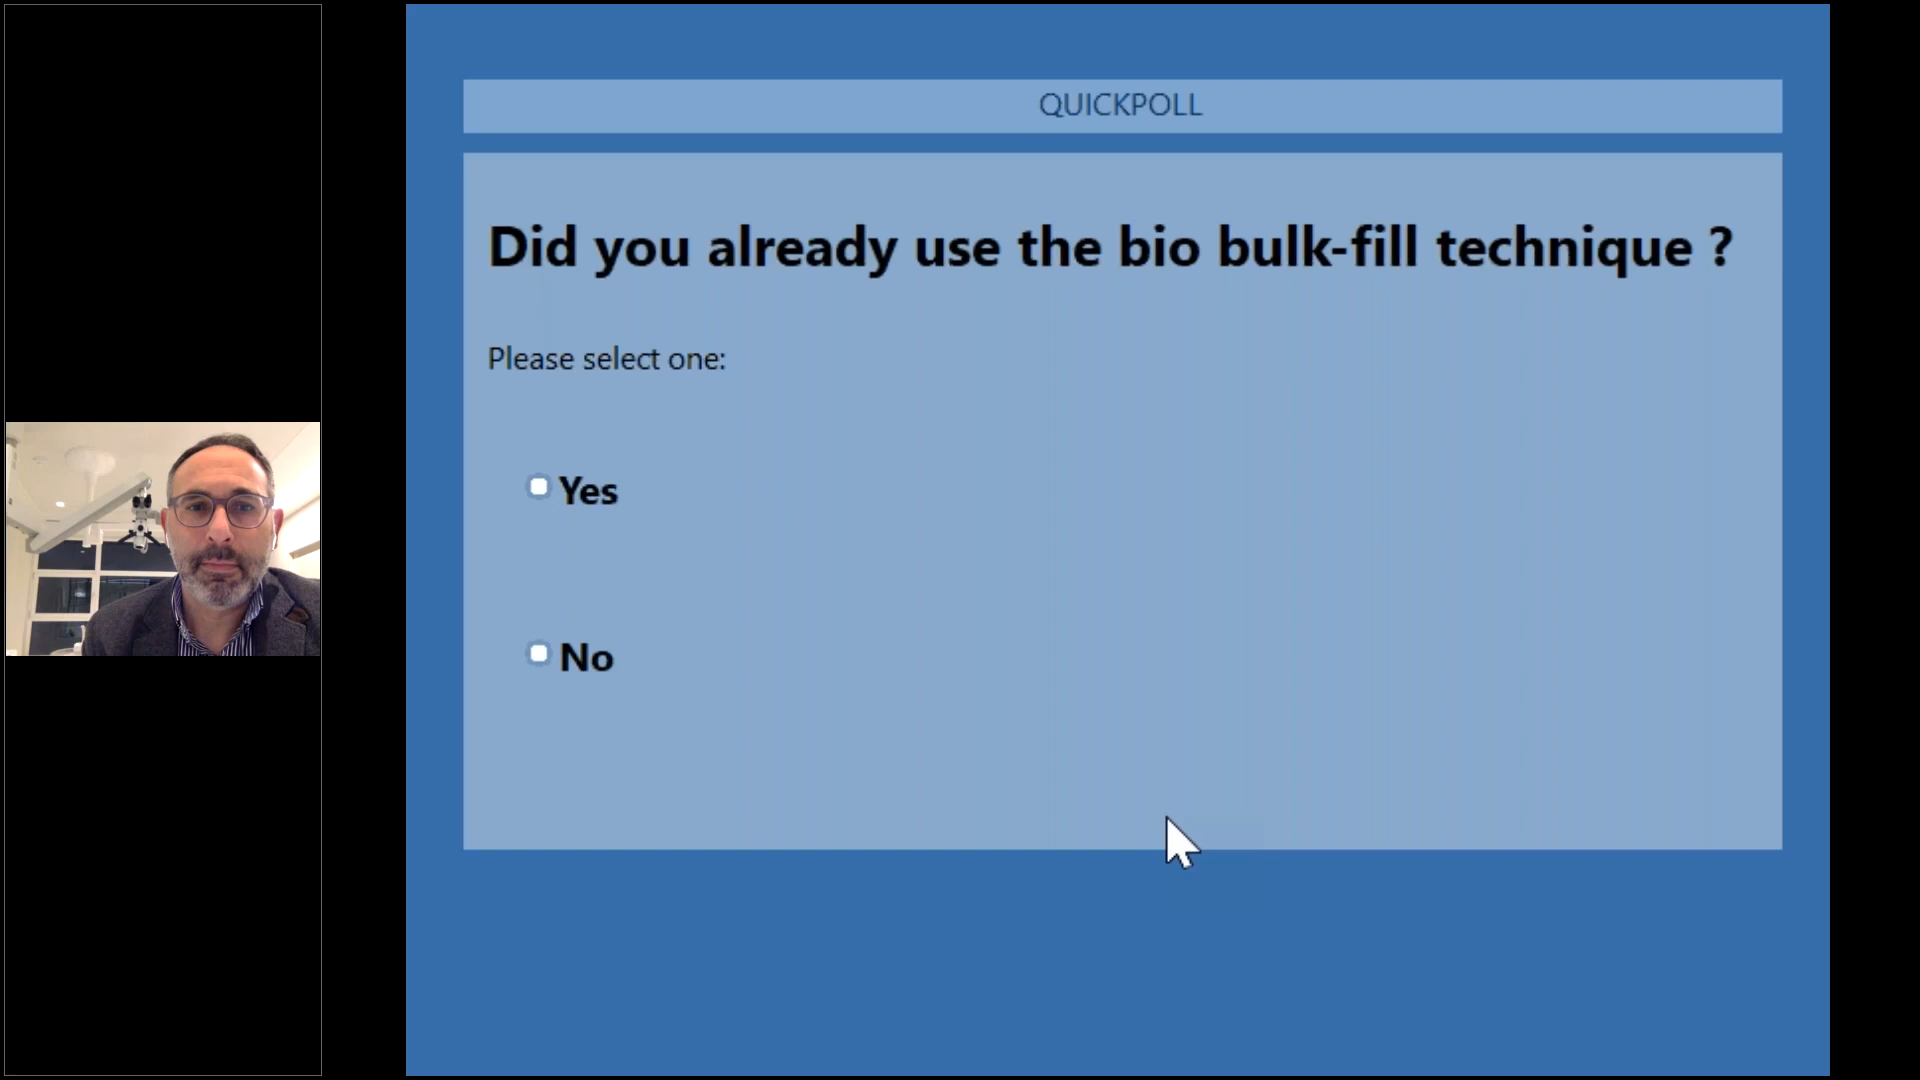 QUICKPOLL
Did you already use the bio bulk-fill technique ?
Please select one:
Yes
No